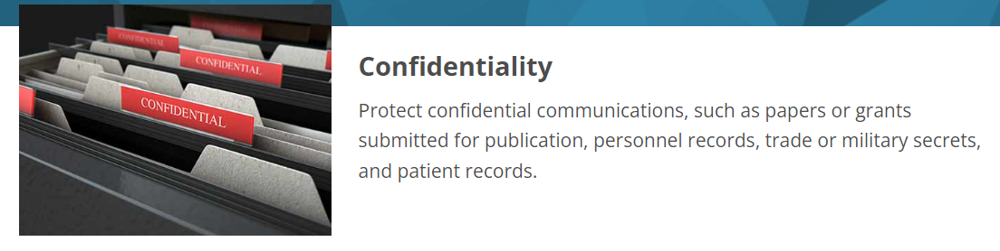 CONFIDENTIAL
CONFIDENTIAL
CONFIDENTIAL
Confidentiality
Protect confidential communications, such as papers or grants
submitted for publication, personnel records, trade or military secrets,
and patient records.